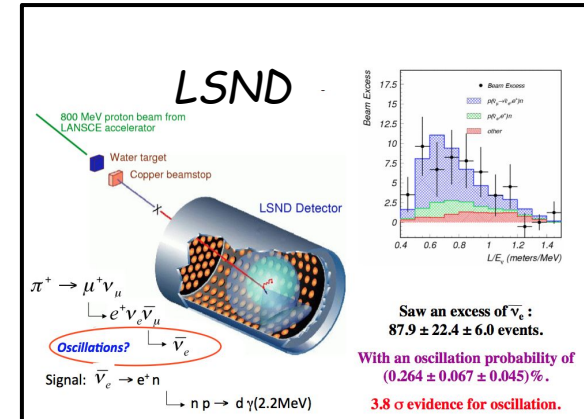 LSND
800 MeV proton beam from
LANSCE accelerator
Water target
Copper beamstop
LSND Detector
π⁺ → μ⁺ν_μ
e⁺ν_e ν̄_μ
Oscillations?
ν̄_e
Signal: ν̄_e → e⁺ n
n p → d γ(2.2MeV)
Beam Excess
17.5
15
12.5
10
7.5
5
2.5
0
Beam Excess
p(ν̄_μ→ν̄_e,e⁺)n
p(ν̄_e,e⁺)n
other
0.4 0.6 0.8 1 1.2 1.4
L/E_ν (meters/MeV)
Saw an excess of ν̄_e :
87.9 ± 22.4 ± 6.0 events.
With an oscillation probability of
(0.264 ± 0.067 ± 0.045)%.
3.8 σ evidence for oscillation.